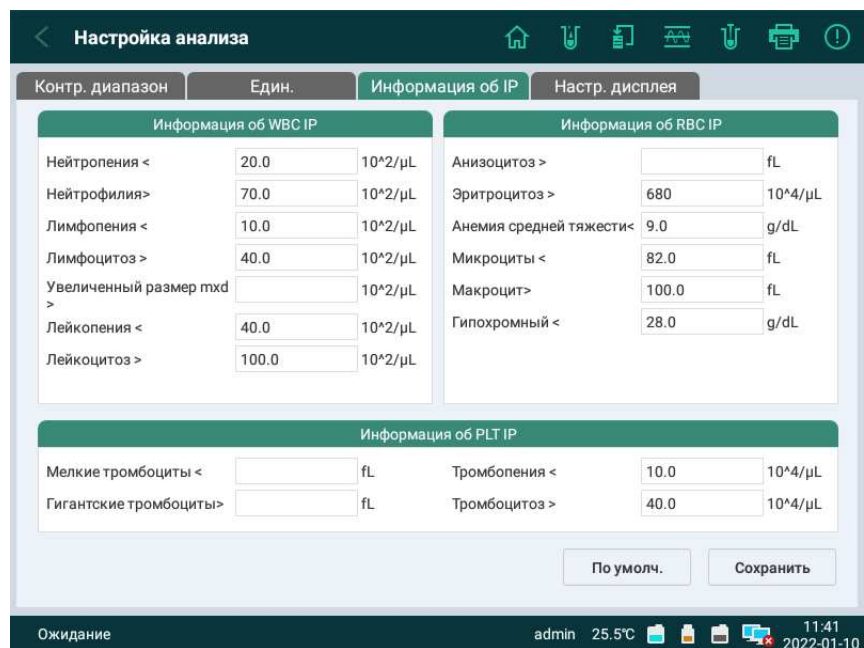 Настройка анализа
Контр. диапазон Един. Информация об IP Настр. дисплея
Информация об WBC IP
Нейтропения < 20.0 10^2/µL
Нейтрофилия> 70.0 10^2/µL
Лимфопения < 10.0 10^2/µL
Лимфоцитоз > 40.0 10^2/µL
Увеличенный размер mxd
> 10^2/µL
Лейкопения < 40.0 10^2/µL
Лейкоцитоз > 100.0 10^2/µL
Информация об RBC IP
Анизоцитоз > fL
Эритроцитоз > 680 10^4/µL
Анемия средней тяжести< 9.0 g/dL
Микроциты < 82.0 fL
Макроцит> 100.0 fL
Гипохромный < 28.0 g/dL
Информация об PLT IP
Мелкие тромбоциты < fL
Гигантские тромбоциты> fL
Тромбопения < 10.0 10^4/µL
Тромбоцитоз > 40.0 10^4/µL
По умолч. Сохранить
Ожидание admin 25.5℃ 11:41
2022-01-10